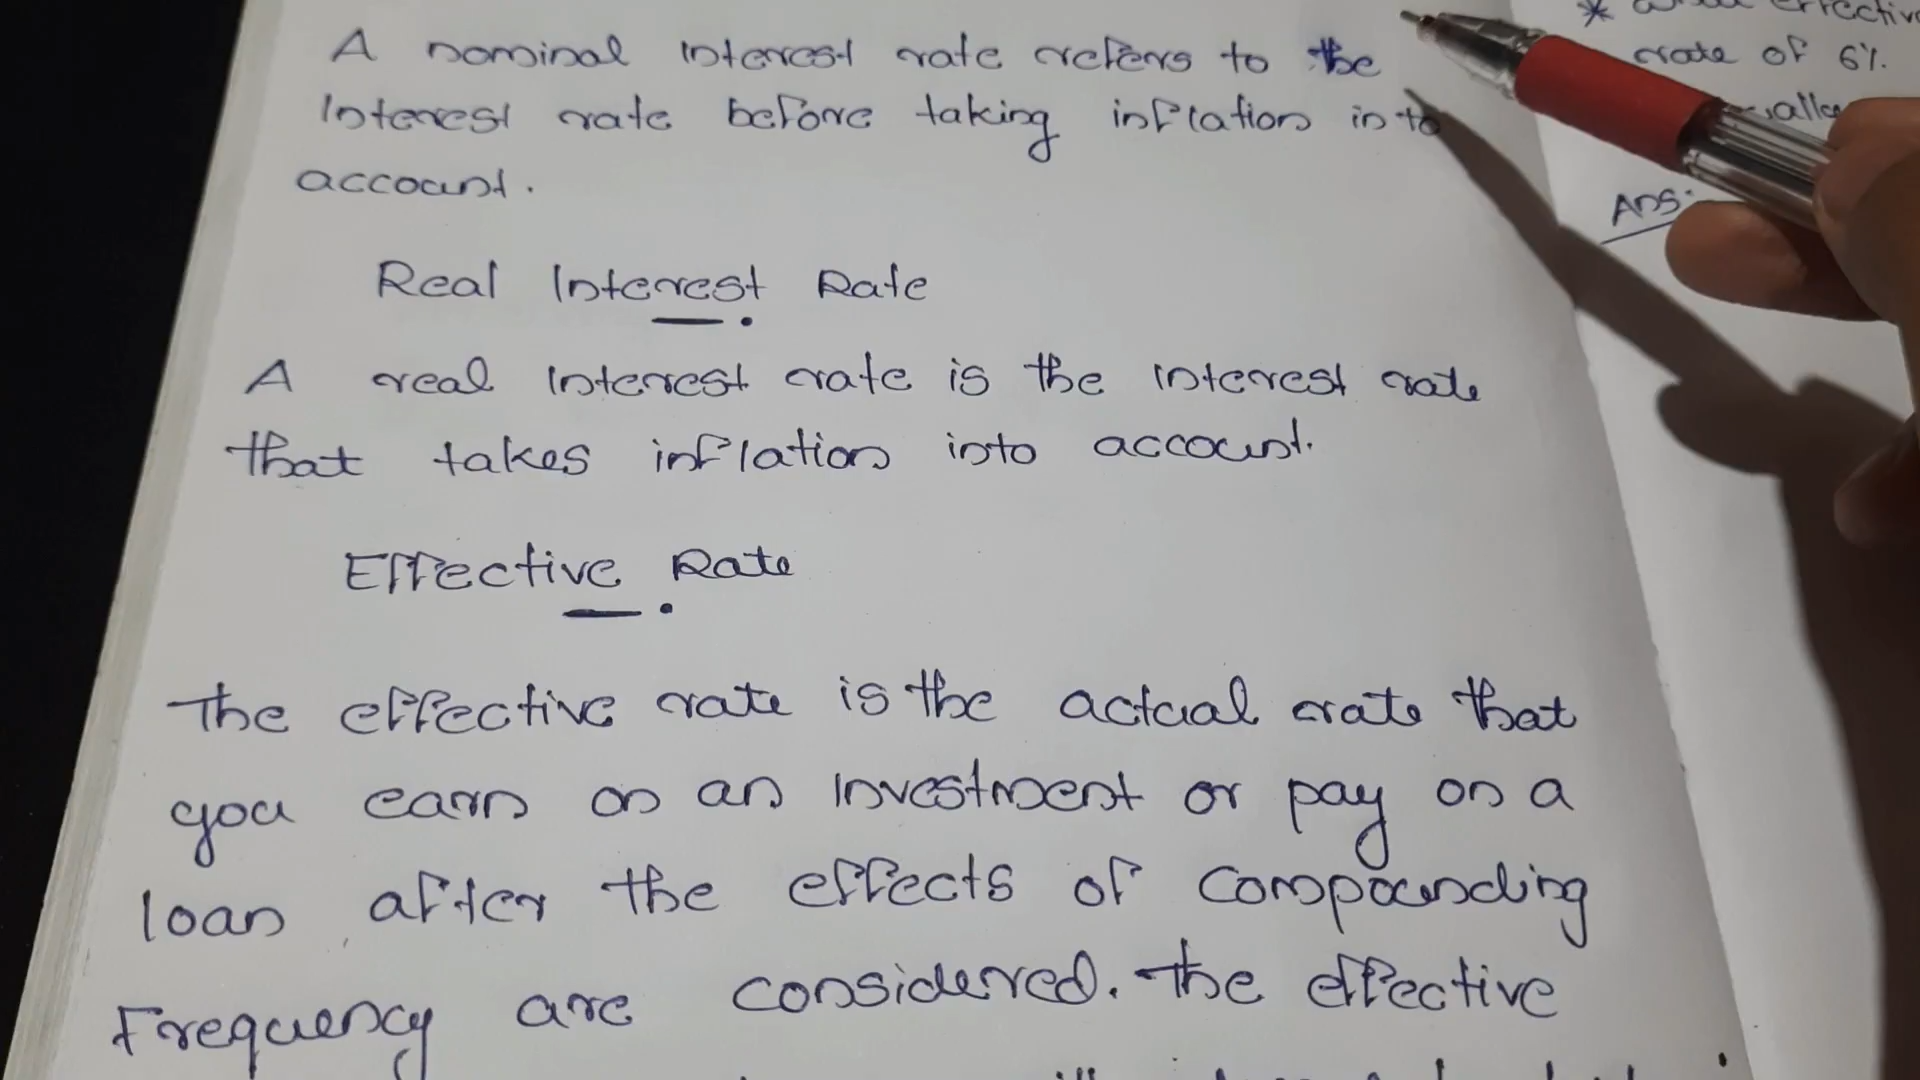 A nominal interest rate refers to the
Interest rate before taking inflation into
account.
Real Interest Rate
A real interest rate is the interest rate
that takes inflation into account.
Effective Rate
The effective rate is the actual rate that
you earn on an investment or pay on a
loan after the effects of compounding
Frequency are considered. The effective
* effective
rate of 6%.
Ans: